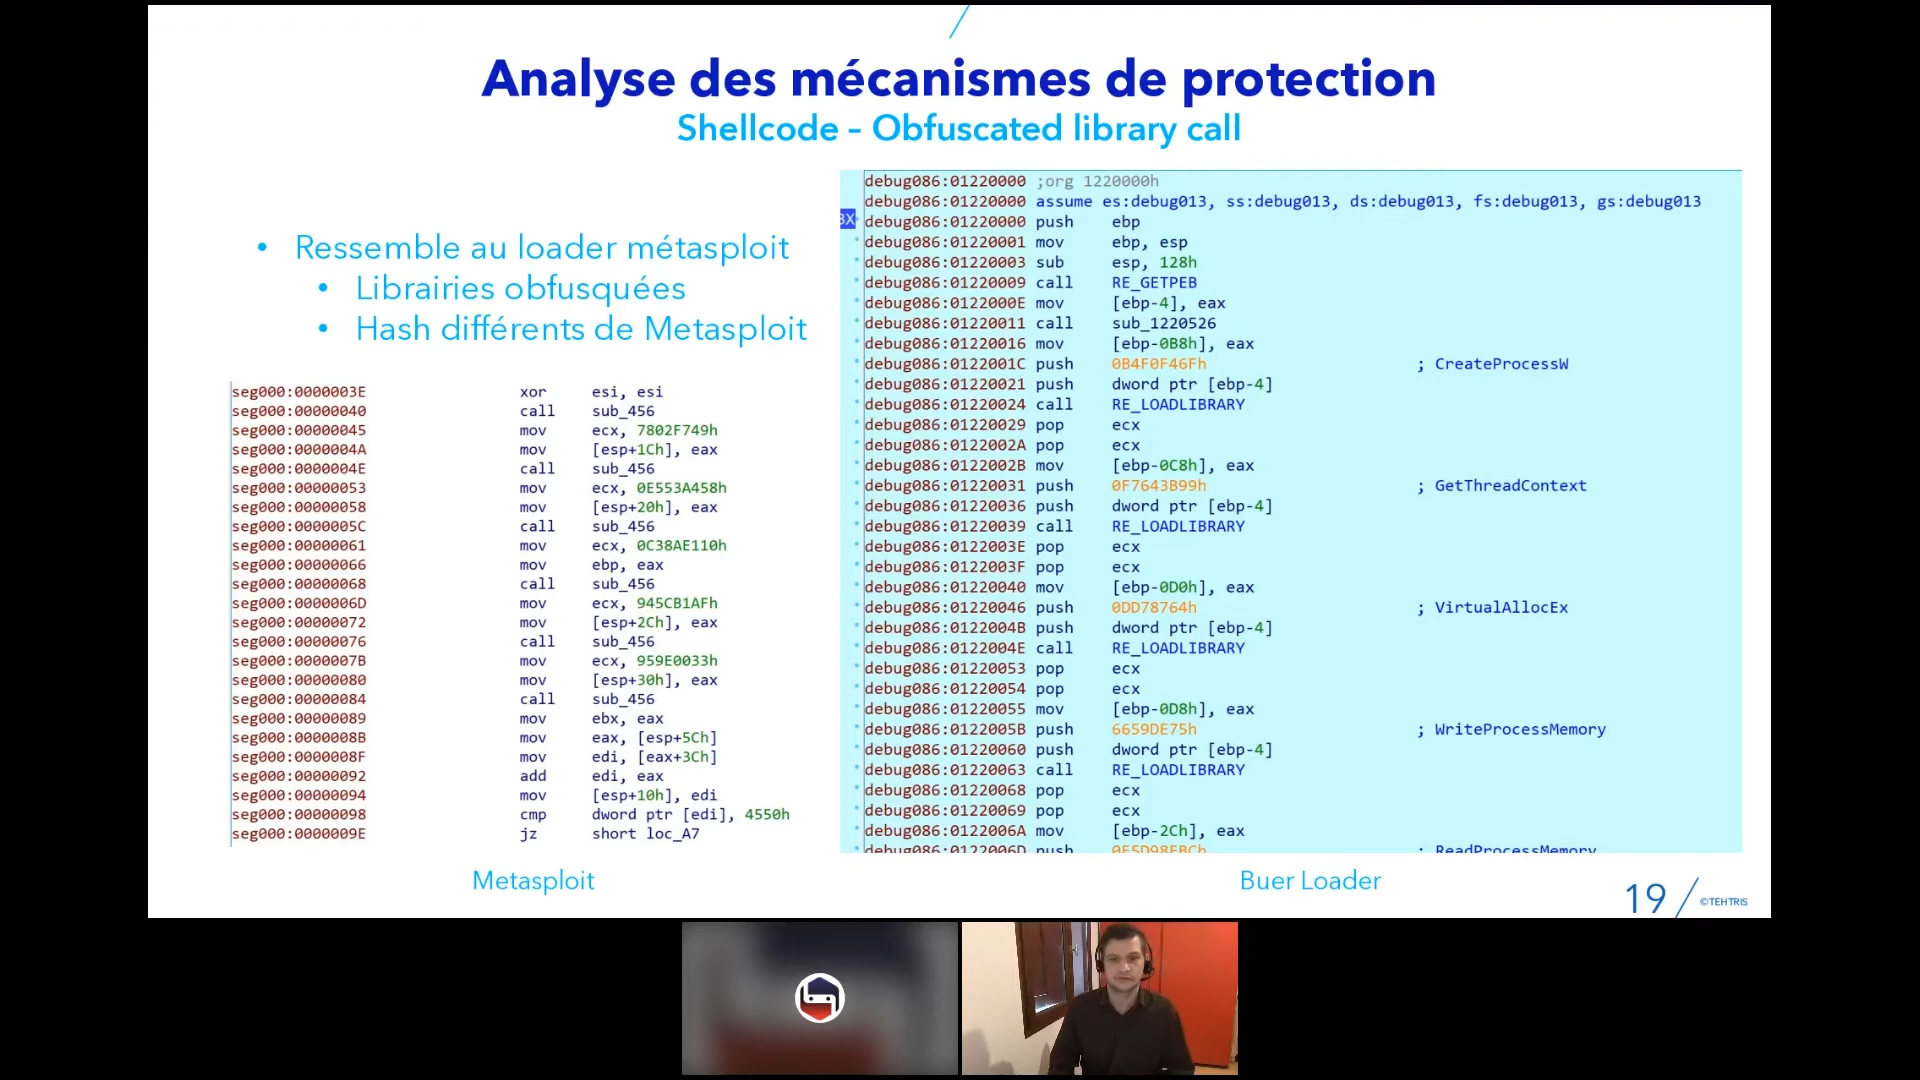 Analyse des mécanismes de protection
Shellcode – Obfuscated library call
• Ressemble au loader métasploit
• Librairies obfusquées
• Hash différents de Metasploit
seg000:0000003E xor esi, esi
seg000:00000040 call sub_456
seg000:00000045 mov ecx, 7802F749h
seg000:0000004A mov [esp+1Ch], eax
seg000:0000004E call sub_456
seg000:00000053 mov ecx, 0E553A458h
seg000:00000058 mov [esp+20h], eax
seg000:0000005C call sub_456
seg000:00000061 mov ecx, 0C38AE110h
seg000:00000066 mov ebp, eax
seg000:00000068 call sub_456
seg000:0000006D mov ecx, 945CB1AFh
seg000:00000072 mov [esp+2Ch], eax
seg000:00000076 call sub_456
seg000:0000007B mov ecx, 959E0033h
seg000:00000080 mov [esp+30h], eax
seg000:00000084 call sub_456
seg000:00000089 mov ebx, eax
seg000:0000008B mov eax, [esp+5Ch]
seg000:0000008F mov edi, [eax+3Ch]
seg000:00000092 add edi, eax
seg000:00000094 mov [esp+10h], edi
seg000:00000098 cmp dword ptr [edi], 4550h
seg000:0000009E jz short loc_A7
Metasploit
debug086:01220000 ;org 1220000h
debug086:01220000 assume es:debug013, ss:debug013, ds:debug013, fs:debug013, gs:debug013
debug086:01220000 push ebp
debug086:01220001 mov ebp, esp
debug086:01220003 sub esp, 128h
debug086:01220009 call RE_GETPEB
debug086:0122000E mov [ebp-4], eax
debug086:01220011 call sub_1220526
debug086:01220016 mov [ebp-0B8h], eax
debug086:0122001C push 0B4F0F46Fh ; CreateProcessW
debug086:01220021 push dword ptr [ebp-4]
debug086:01220024 call RE_LOADLIBRARY
debug086:01220029 pop ecx
debug086:0122002A pop ecx
debug086:0122002B mov [ebp-0C8h], eax
debug086:01220031 push 0F7643B99h ; GetThreadContext
debug086:01220036 push dword ptr [ebp-4]
debug086:01220039 call RE_LOADLIBRARY
debug086:0122003E pop ecx
debug086:0122003F pop ecx
debug086:01220040 mov [ebp-0D0h], eax
debug086:01220046 push 0DD78764h ; VirtualAllocEx
debug086:0122004B push dword ptr [ebp-4]
debug086:0122004E call RE_LOADLIBRARY
debug086:01220053 pop ecx
debug086:01220054 pop ecx
debug086:01220055 mov [ebp-0D8h], eax
debug086:0122005B push 6659DE75h ; WriteProcessMemory
debug086:01220060 push dword ptr [ebp-4]
debug086:01220063 call RE_LOADLIBRARY
debug086:01220068 pop ecx
debug086:01220069 pop ecx
debug086:0122006A mov [ebp-2Ch], eax
debug086:0122006D push ; ReadProcessMemory
Buer Loader
19
©TEHTRIS